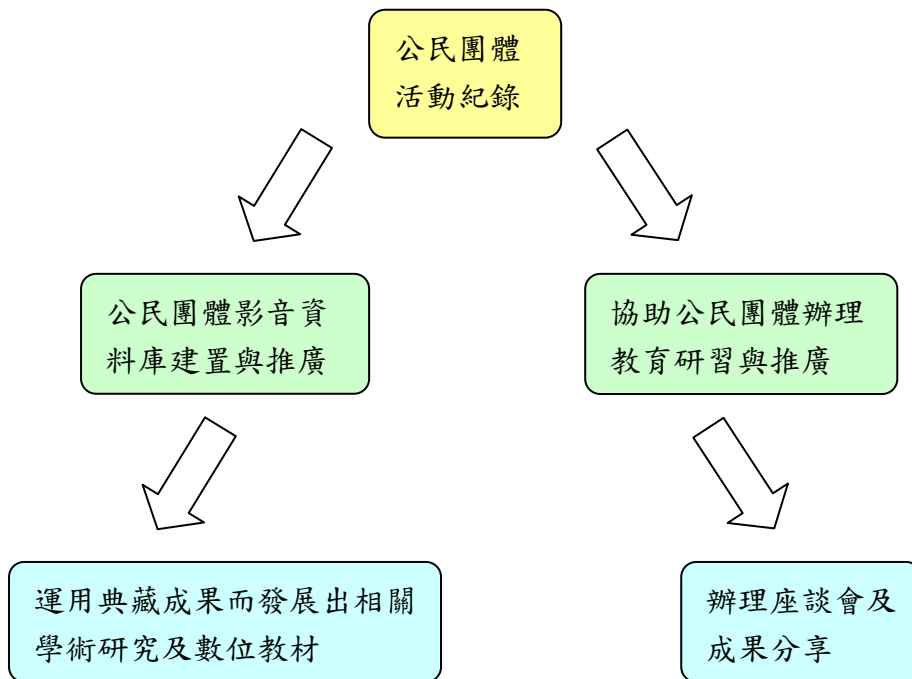 公民團體
活動紀錄
公民團體影音資
料庫建置與推廣
協助公民團體辦理
教育研習與推廣
運用典藏成果而發展出相關
學術研究及數位教材
辦理座談會及
成果分享